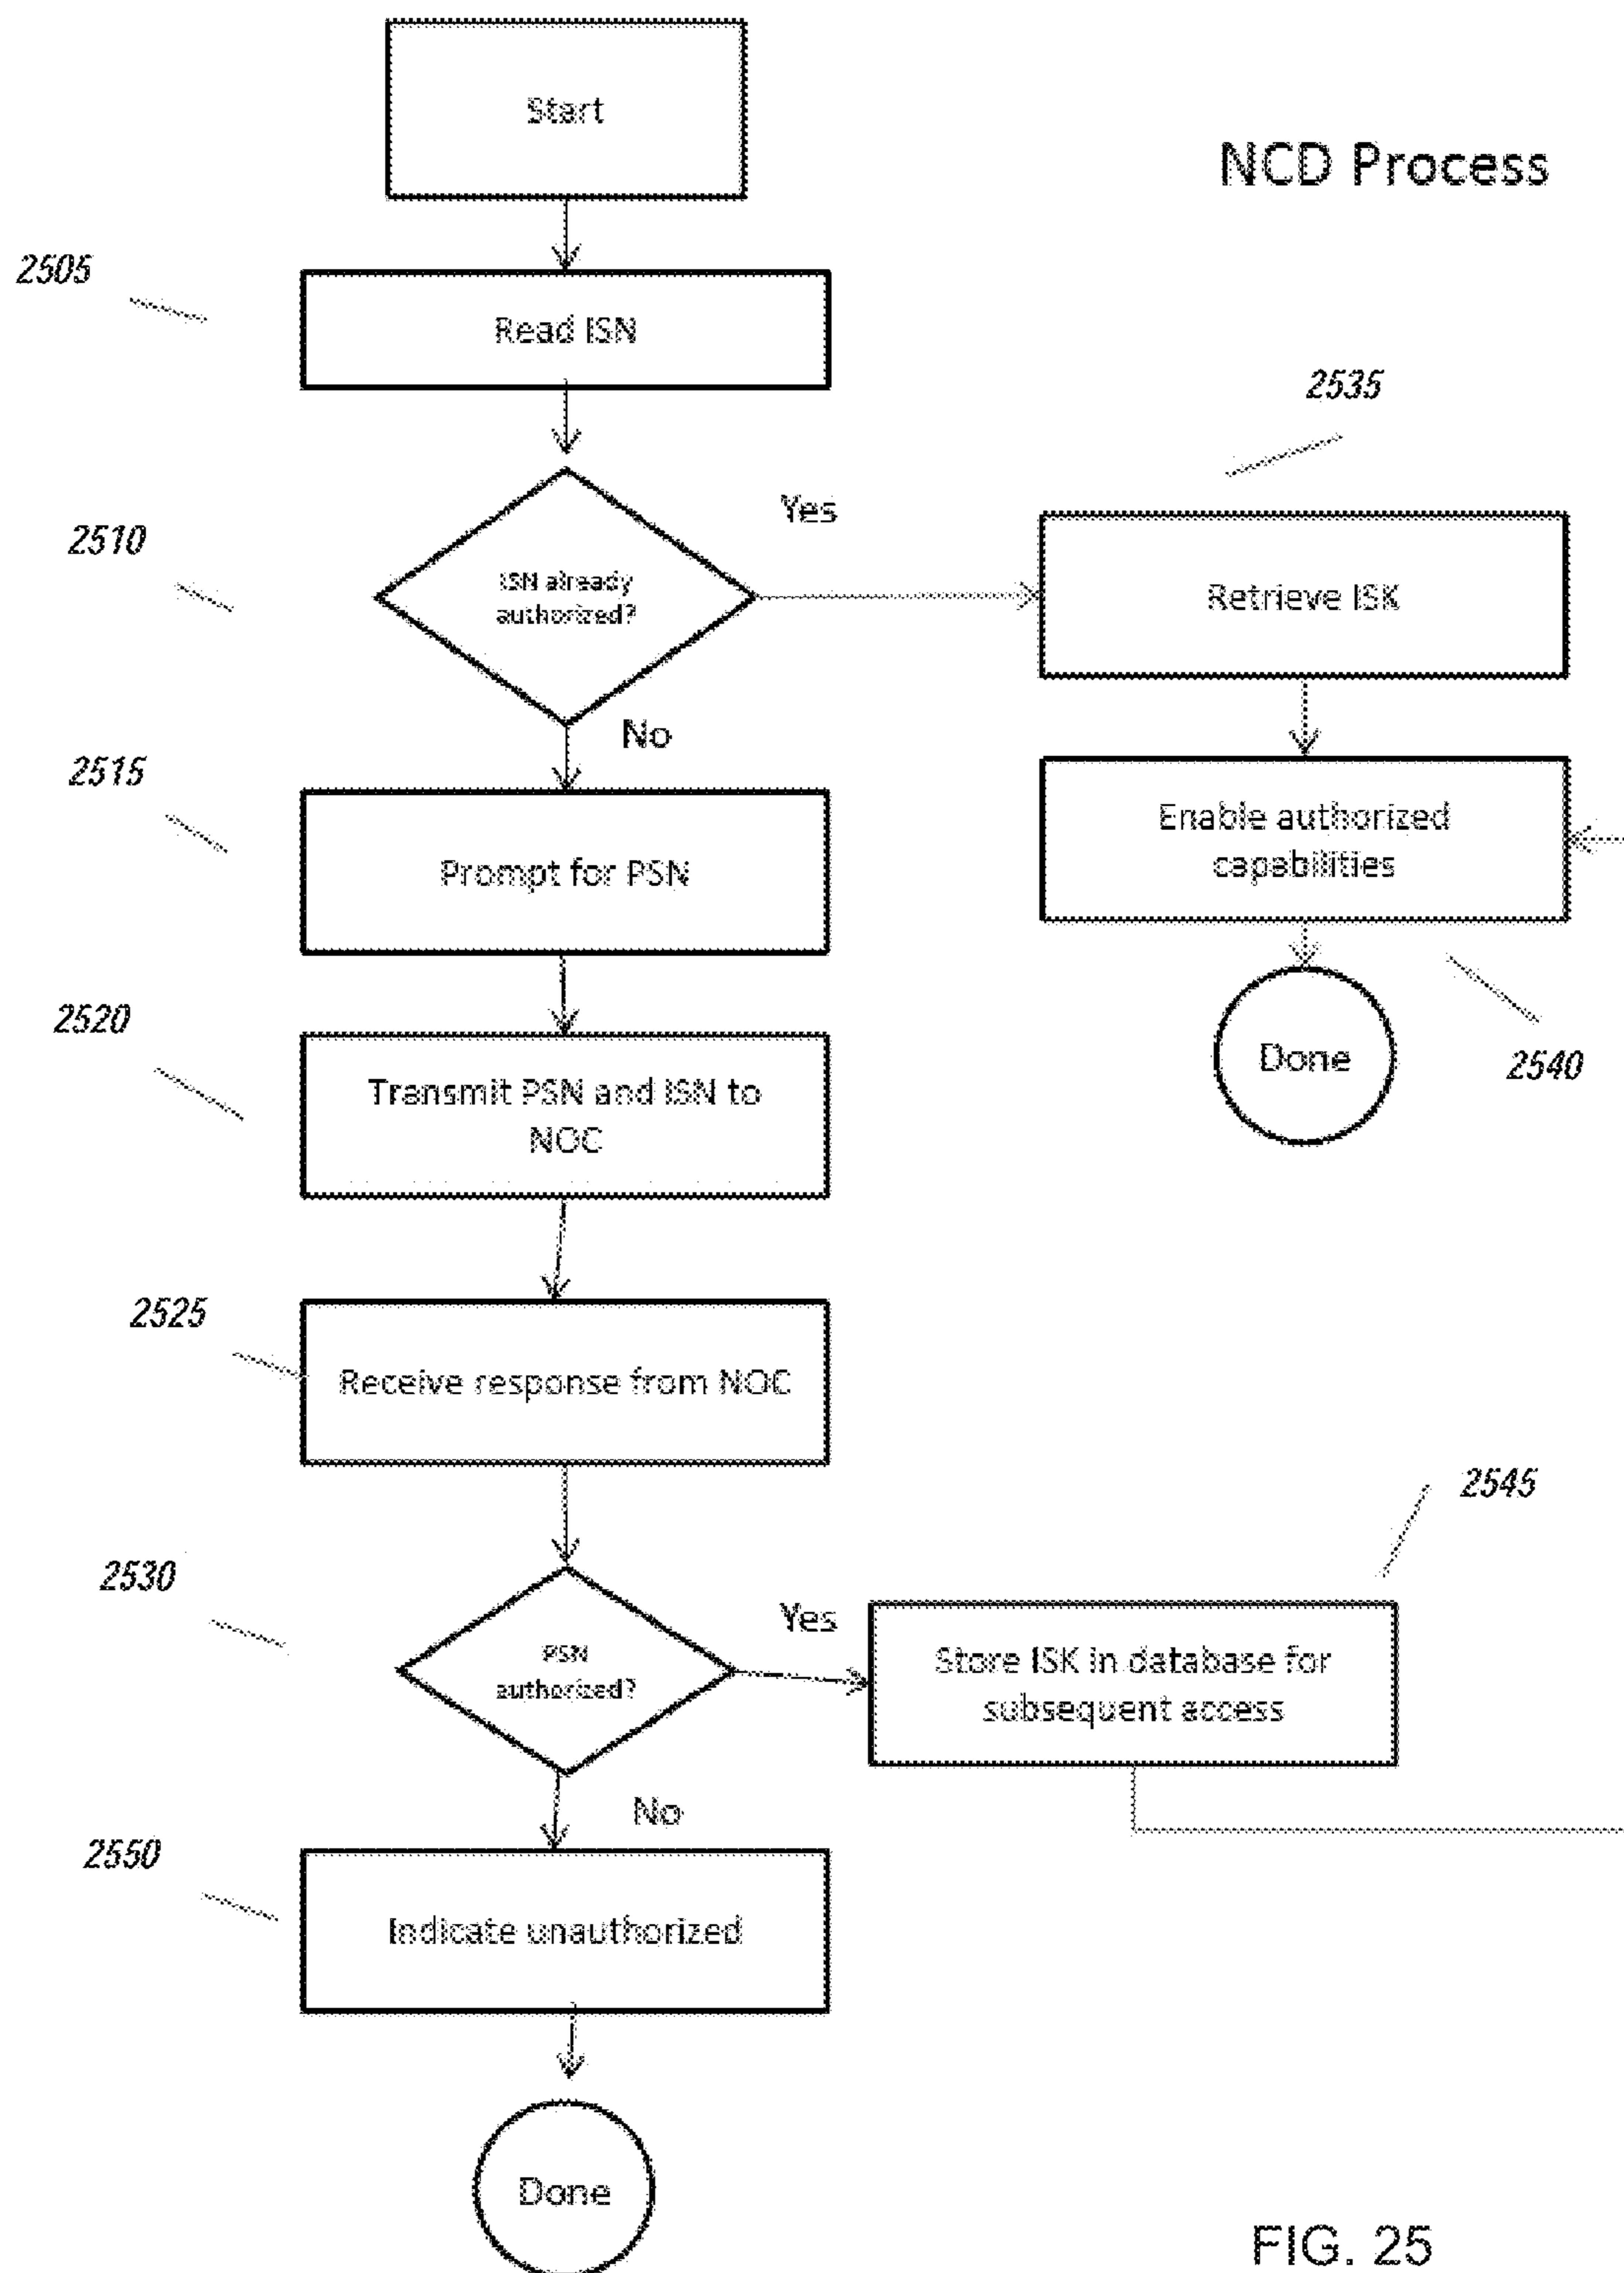 Start
NCD Process
2505
Read ISN
2535
2510
Yes
ISN already
authorized?
Retrieve ISK
No
2515
Prompt for PSN
Enable authorized
capabilities
2520
Transmit PSN and ISN to
NOC
Done
2540
2525
Receive response from NOC
2545
2530
Yes
PSN
authorized?
Store ISK in database for
subsequent access
No
2550
Indicate unauthorized
Done
FIG. 25